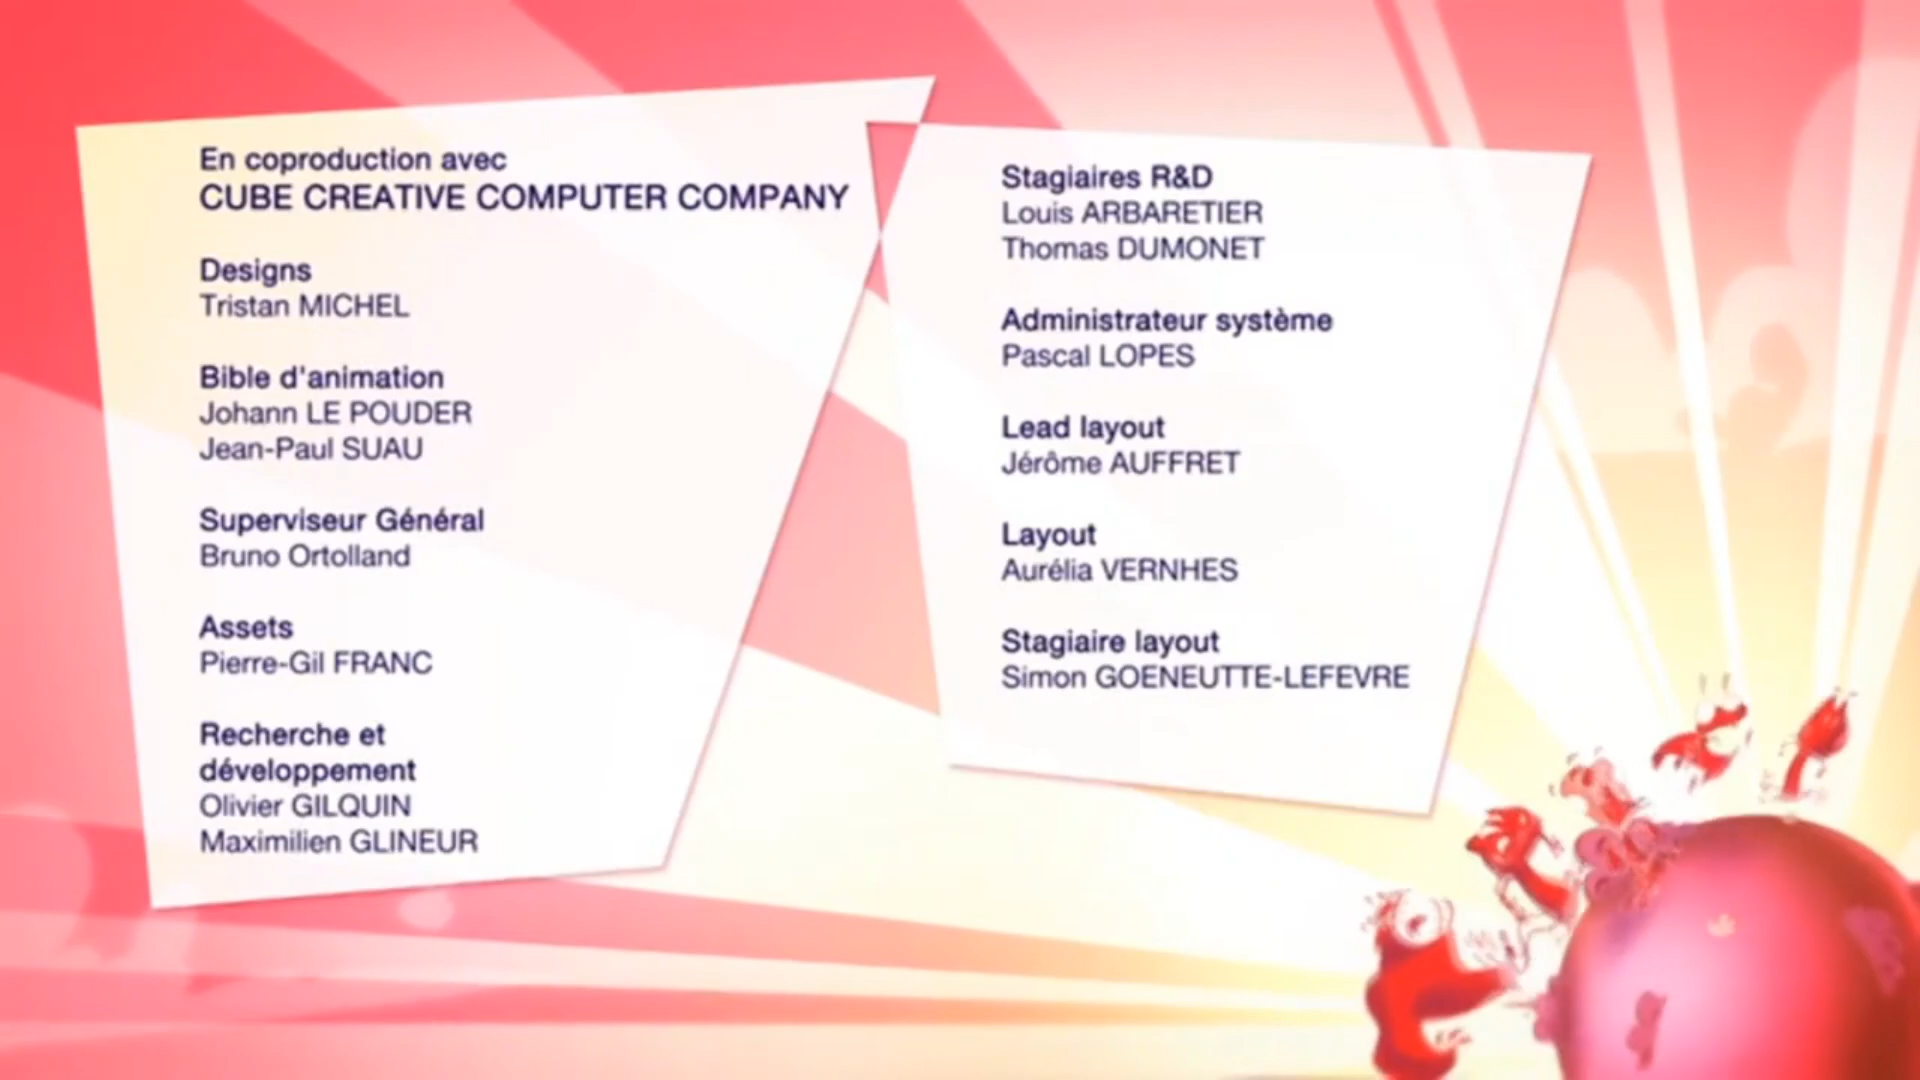 En coproduction avec
CUBE CREATIVE COMPUTER COMPANY
Designs
Tristan MICHEL
Bible d'animation
Johann LE POUDER
Jean-Paul SUAU
Superviseur Général
Bruno Ortolland
Assets
Pierre-Gil FRANC
Recherche et
développement
Olivier GILQUIN
Maximilien GLINEUR
Stagiaires R&D
Louis ARBARETIER
Thomas DUMONET
Administrateur système
Pascal LOPES
Lead layout
Jérôme AUFFRET
Layout
Aurélia VERNHES
Stagiaire layout
Simon GOENEUTTE-LEFEVRE